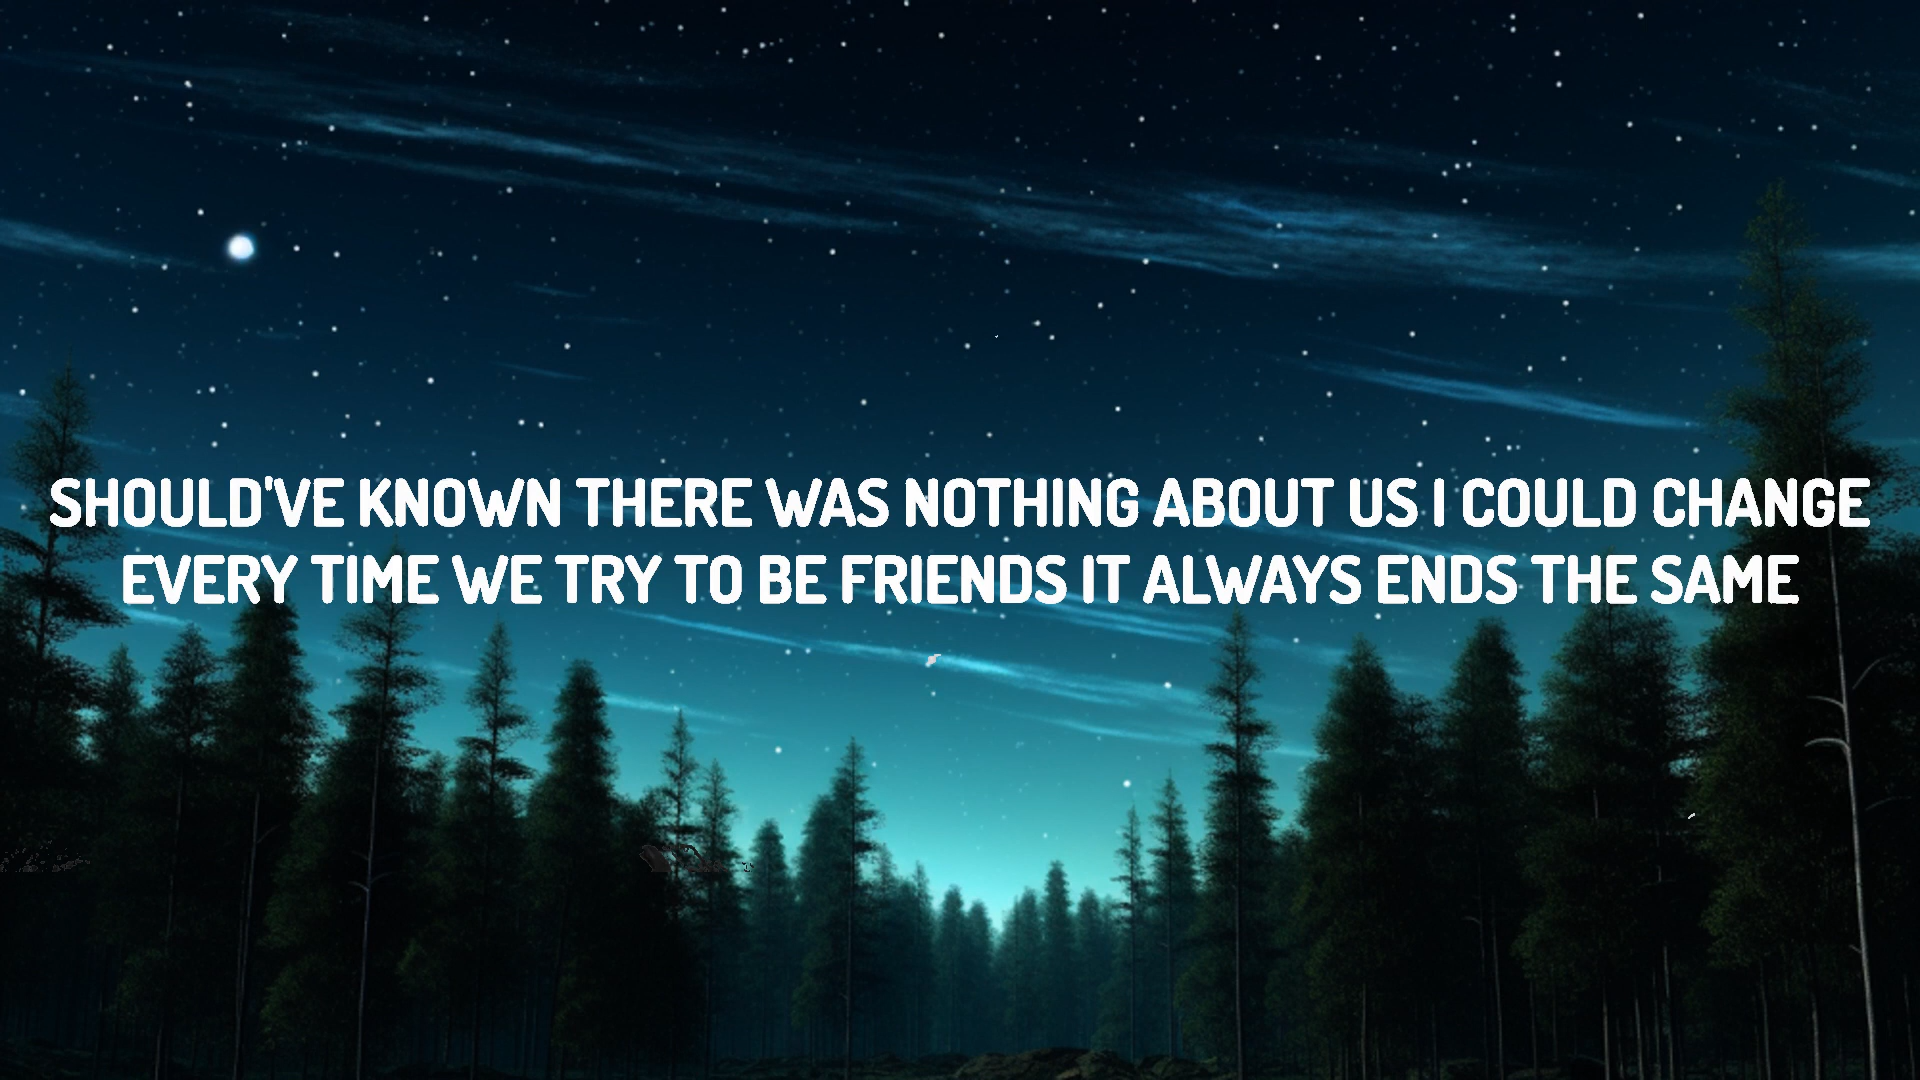 SHOULD'VE KNOWN THERE WAS NOTHING ABOUT US I COULD CHANGE
EVERY TIME WE TRY TO BE FRIENDS IT ALWAYS ENDS THE SAME